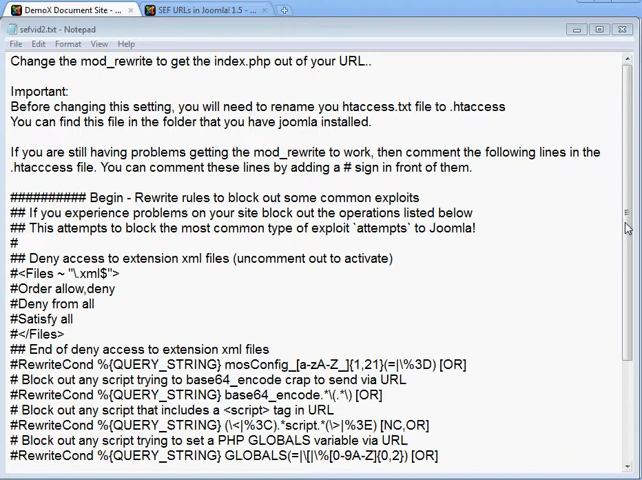 DemoX Document Site - ...
SEF URLs in Joomla! 1.5 - ...
sefvid2.txt - Notepad
File Edit Format View Help
Change the mod_rewrite to get the index.php out of your URL..
Important:
Before changing this setting, you will need to rename you htaccess.txt file to .htaccess
You can find this file in the folder that you have joomla installed.
If you are still having problems getting the mod_rewrite to work, then comment the following lines in the
.htacccess file. You can comment these lines by adding a # sign in front of them.
########## Begin - Rewrite rules to block out some common exploits
## If you experience problems on your site block out the operations listed below
## This attempts to block the most common type of exploit `attempts` to Joomla!
#
## Deny access to extension xml files (uncomment out to activate)
#<Files ~ "\.xml$">
#Order allow,deny
#Deny from all
#Satisfy all
#</Files>
## End of deny access to extension xml files
#RewriteCond %{QUERY_STRING} mosConfig_[a-zA-Z_]{1,21}(=|\%3D) [OR]
# Block out any script trying to base64_encode crap to send via URL
#RewriteCond %{QUERY_STRING} base64_encode.*\(.*\) [OR]
# Block out any script that includes a <script> tag in URL
#RewriteCond %{QUERY_STRING} (\<|%3C).*script.*(\>|%3E) [NC,OR]
# Block out any script trying to set a PHP GLOBALS variable via URL
#RewriteCond %{QUERY_STRING} GLOBALS(=|\[|\%[0-9A-Z]{0,2}) [OR]